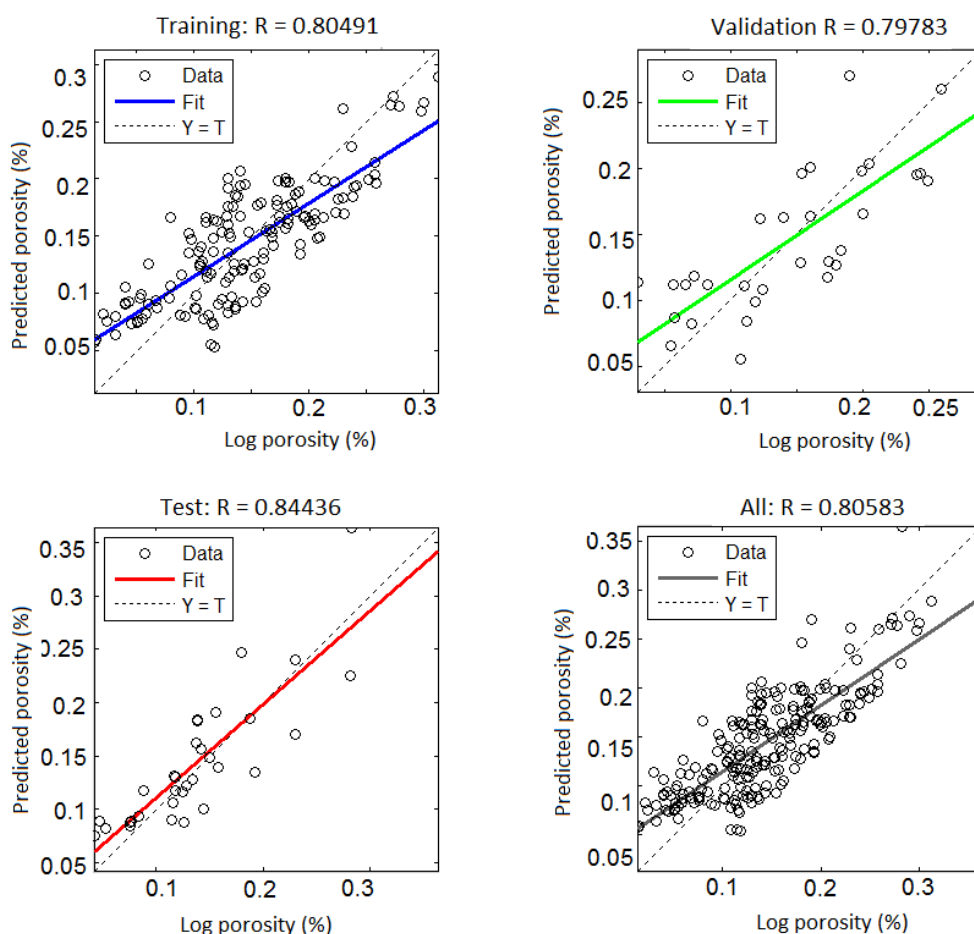 Training: R = 0.80491
Data
Fit
Y = T
Predicted porosity (%)
0.3
0.25
0.2
0.15
0.1
0.05
0.1
0.2
0.3
Log porosity (%)
Validation R = 0.79783
Data
Fit
Y = T
Predicted porosity (%)
0.25
0.2
0.15
0.1
0.05
0.1
0.2
0.25
Log porosity (%)
Test: R = 0.84436
Data
Fit
Y = T
Predicted porosity (%)
0.35
0.3
0.25
0.2
0.15
0.1
0.05
0.1
0.2
0.3
Log porosity (%)
All: R = 0.80583
Data
Fit
Y = T
Predicted porosity (%)
0.35
0.3
0.25
0.2
0.15
0.1
0.05
0.1
0.2
0.3
Log porosity (%)